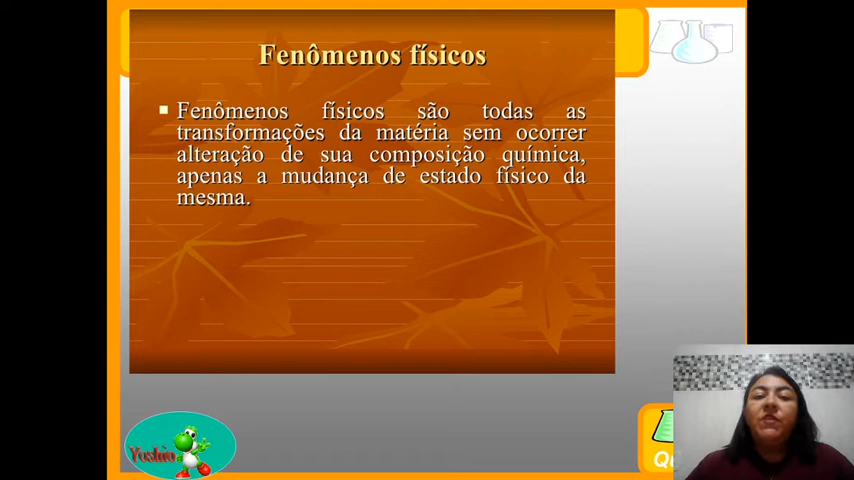 Fenômenos físicos
Fenômenos físicos são todas as
transformações da matéria sem ocorrer
alteração de sua composição química,
apenas a mudança de estado físico da
mesma.
Yoshio